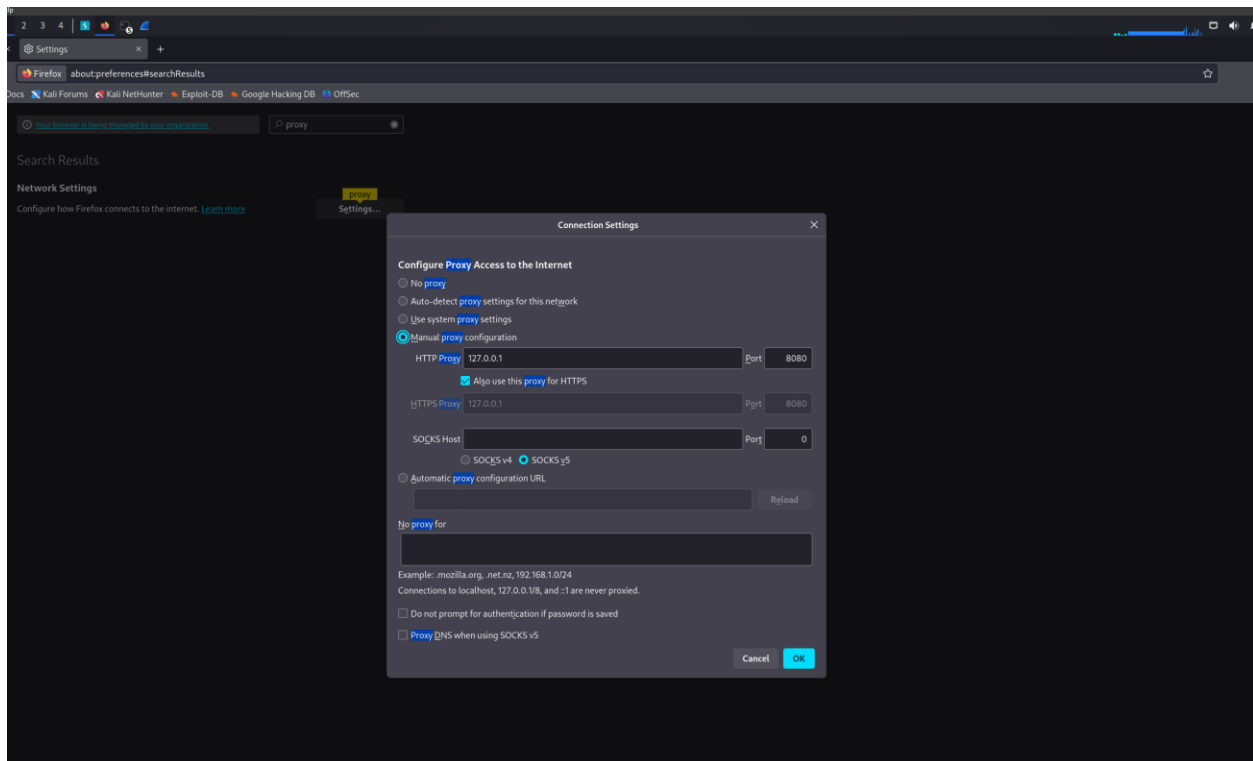 2 3 4 5
Settings × +
Firefox about:preferences#searchResults
Docs Kali Forums Kali NetHunter Exploit-DB Google Hacking DB OffSec
Your browser is being managed by your organization. proxy
Search Results
Network Settings
proxy
Configure how Firefox connects to the internet. Learn more Settings...
Connection Settings
Configure Proxy Access to the Internet
No proxy
Auto-detect proxy settings for this network
Use system proxy settings
Manual proxy configuration
HTTP Proxy 127.0.0.1 Port 8080
Also use this proxy for HTTPS
HTTPS Proxy 127.0.0.1 Port 8080
SOCKS Host Port 0
SOCKS v4 SOCKS v5
Automatic proxy configuration URL
Reload
No proxy for
Example: .mozilla.org, .net.nz, 192.168.1.0/24
Connections to localhost, 127.0.0.1/8, and ::1 are never proxied.
Do not prompt for authentication if password is saved
Proxy DNS when using SOCKS v5
Cancel OK